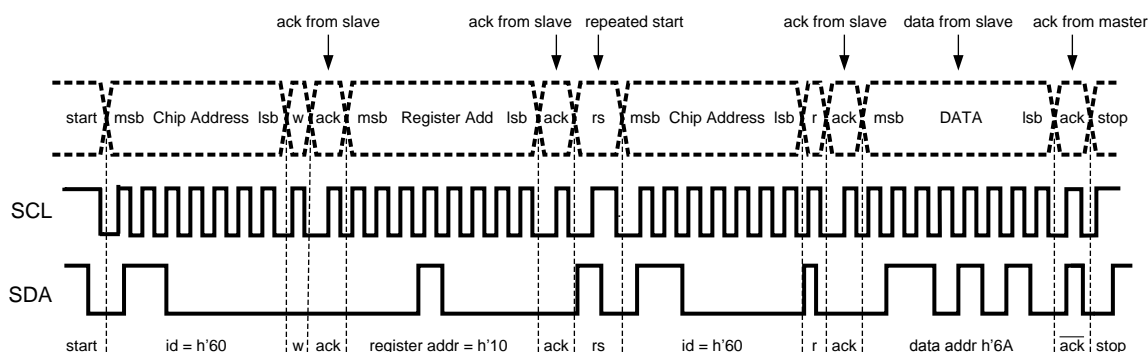 ack from slave ack from slave repeated start ack from slave data from slave ack from master
start msb Chip Address lsb w ack msb Register Add lsb ack rs msb Chip Address lsb r ack msb DATA lsb ack stop
SCL
SDA
start id = h'60 w ack register addr = h'10 ack rs id = h'60 r ack data addr h'6A ack stop